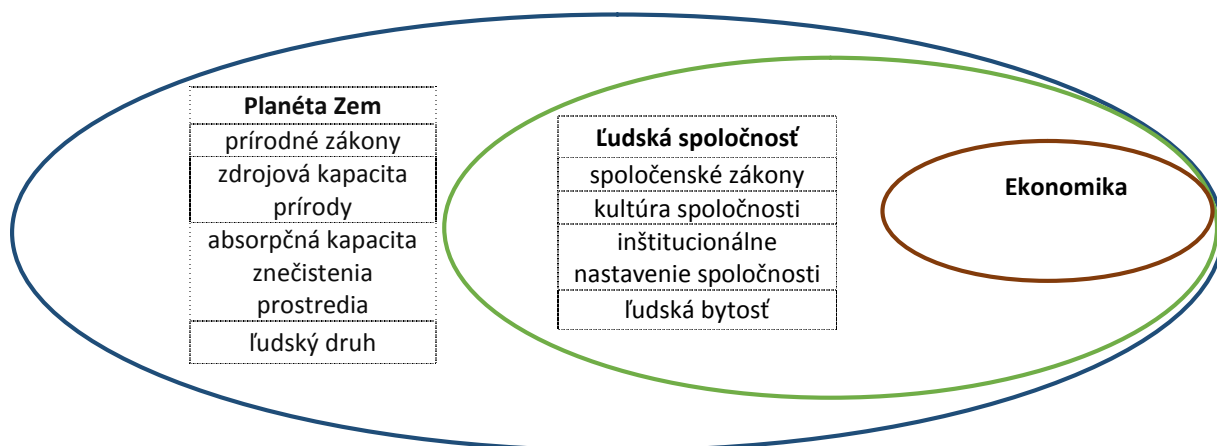 Planéta Zem
prírodné zákony
zdrojová kapacita
prírody
absorpčná kapacita
znečistenia
prostredia
ľudský druh
Ľudská spoločnosť
spoločenské zákony
kultúra spoločnosti
inštitucionálne
nastavenie spoločnosti
ľudská bytosť
Ekonomika